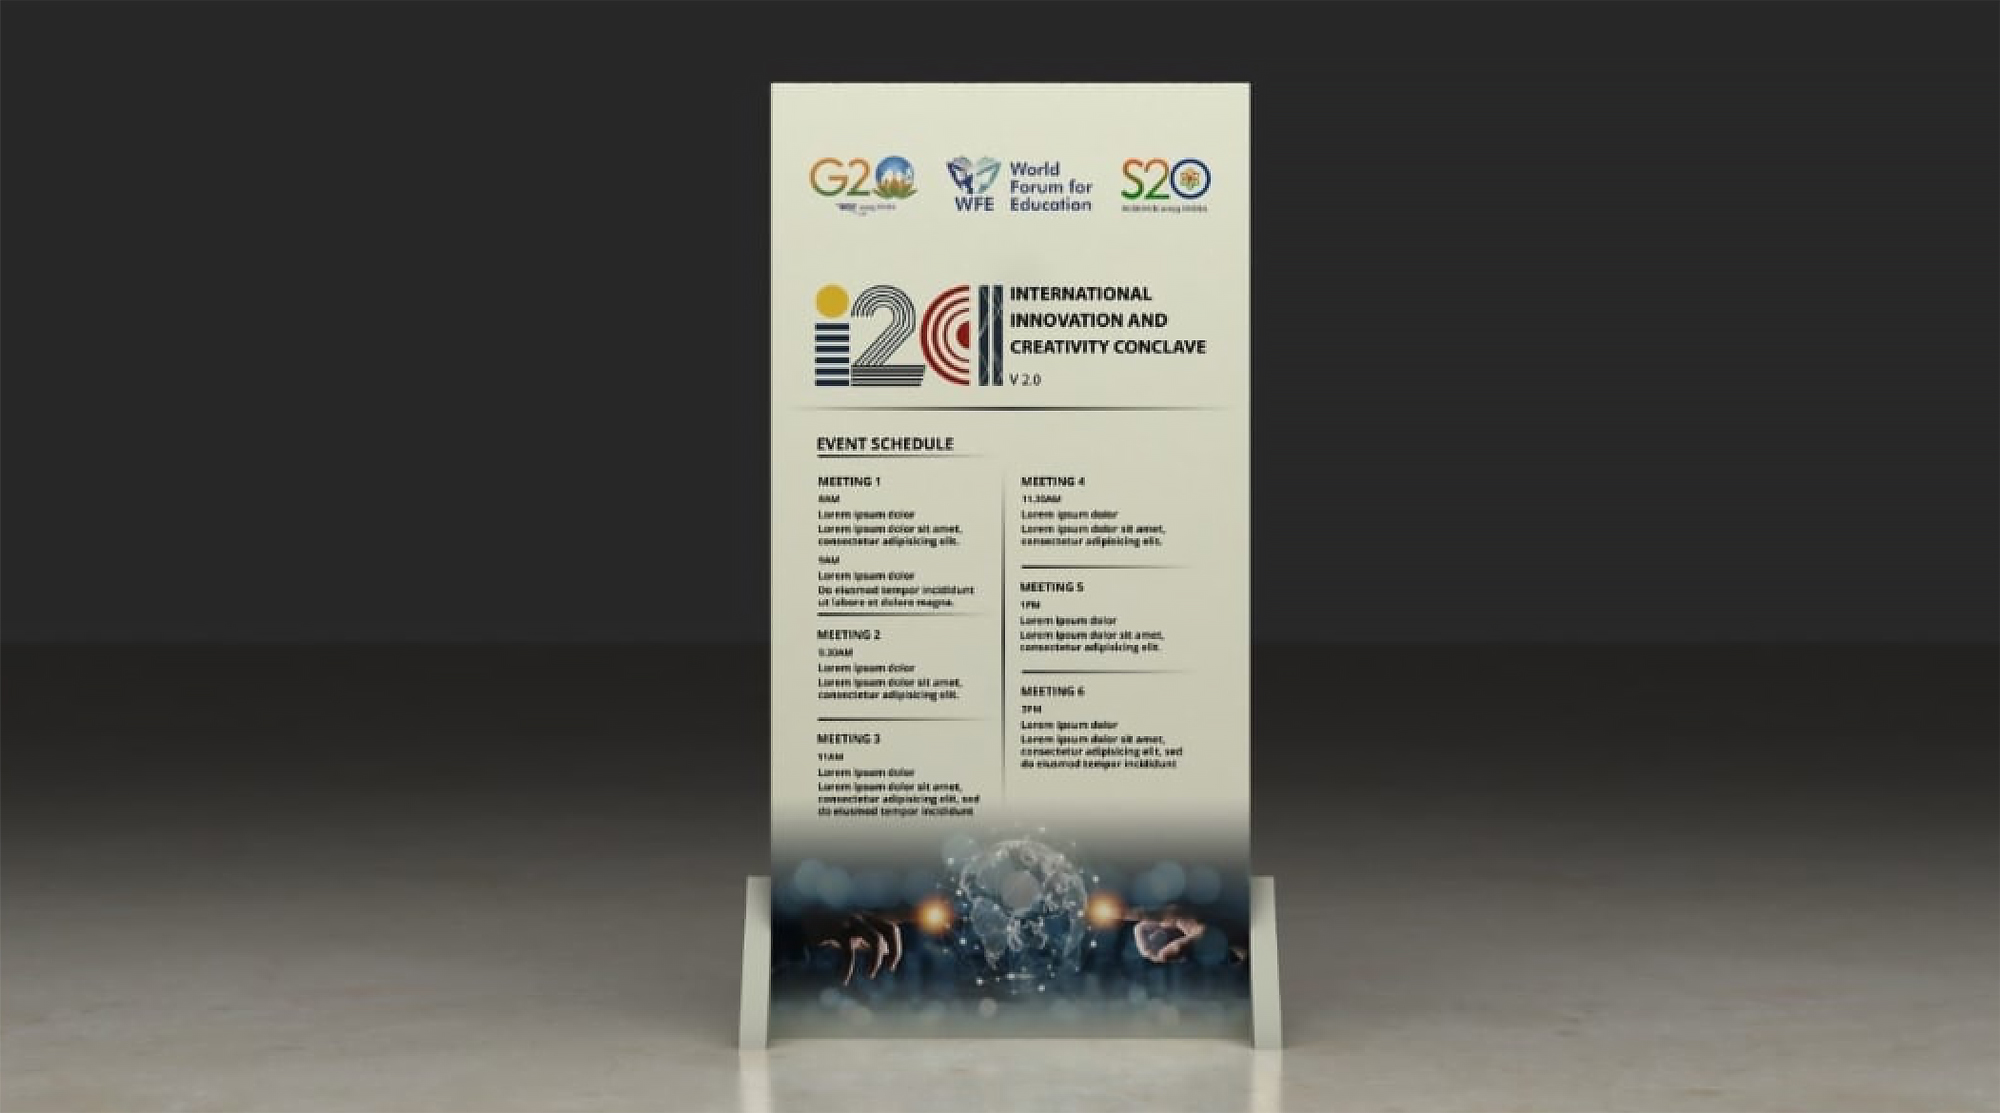 G20
WFE
World
Forum for
Education
S20
i2c
INTERNATIONAL
INNOVATION AND
CREATIVITY CONCLAVE
V 2.0
EVENT SCHEDULE
MEETING 1
8AM
Lorem ipsum dolor
Lorem ipsum dolor sit amet,
consectetur adipisicing elit.
9AM
Lorem ipsum dolor
Do eiusmod tempor incididunt
ut labore et dolore magna.
MEETING 2
9.30AM
Lorem ipsum dolor
Lorem ipsum dolor sit amet,
consectetur adipisicing elit.
MEETING 3
11AM
Lorem ipsum dolor
Lorem ipsum dolor sit amet,
consectetur adipisicing elit, sed
do eiusmod tempor incididunt
MEETING 4
11.30AM
Lorem ipsum dolor
Lorem ipsum dolor sit amet,
consectetur adipisicing elit.
MEETING 5
1PM
Lorem ipsum dolor
Lorem ipsum dolor sit amet,
consectetur adipisicing elit.
MEETING 6
3PM
Lorem ipsum dolor
Lorem ipsum dolor sit amet,
consectetur adipisicing elit, sed
do eiusmod tempor incididunt